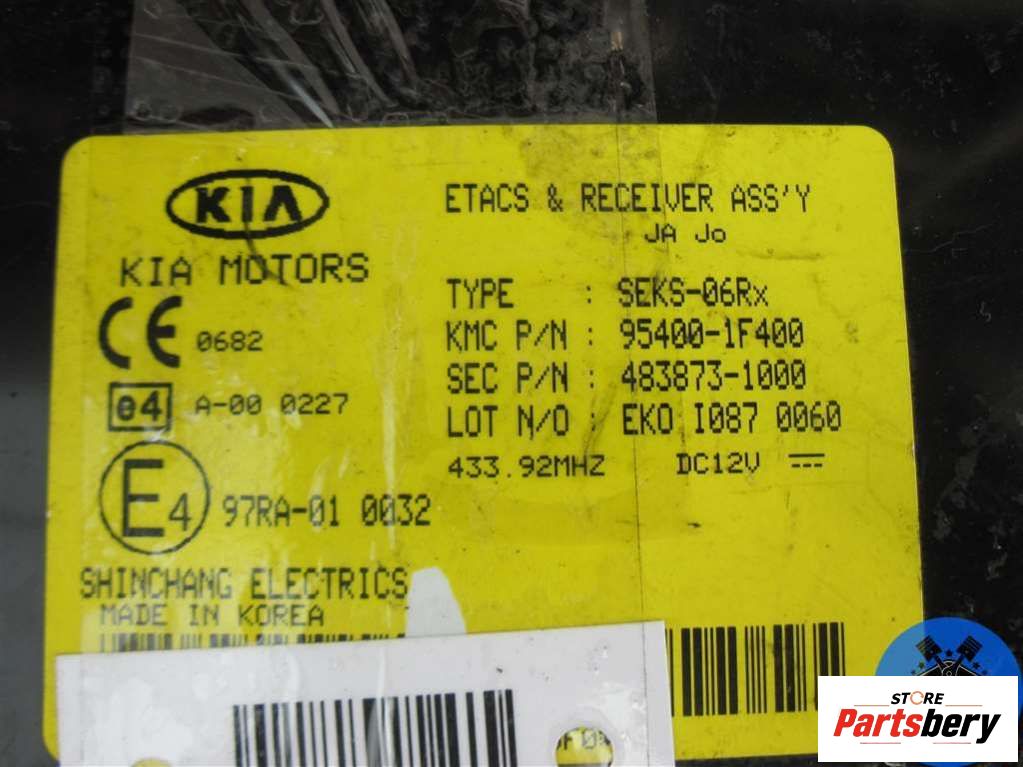 KIA
KIA MOTORS
CE 0682
e4 A-00 0227
E4 97RA-01 0032
SHINCHANG ELECTRICS
MADE IN KOREA
ETACS & RECEIVER ASS'Y
JA Jo
TYPE : SEKS-06Rx
KMC P/N : 95400-1F400
SEC P/N : 483873-1000
LOT N/O : EKO I087 0060
433.92MHZ DC12V
STORE
Partsbery